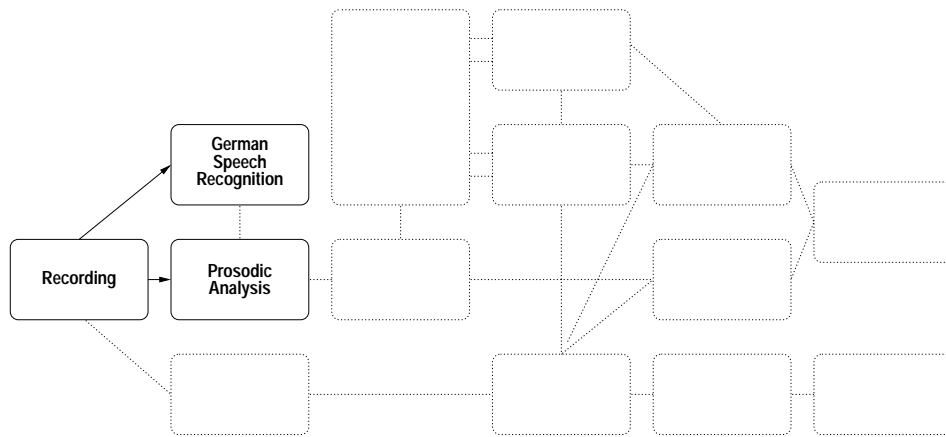 German
Speech
Recognition
Recording
Prosodic
Analysis